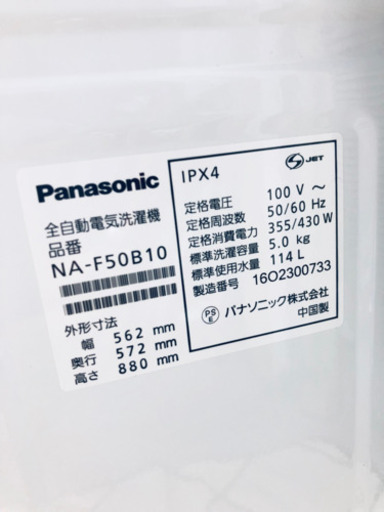 Panasonic
全自動電気洗濯機
品番
NA-F50B10
外形寸法
幅 562 mm
奥行 572 mm
高さ 880 mm
IPX4
S JET
定格電圧 100 V ～
定格周波数 50/60 Hz
定格消費電力 355/430 W
標準洗濯容量 5.0 kg
標準使用水量 114 L
製造番号 16O2300733
PS E パナソニック株式会社
中国製